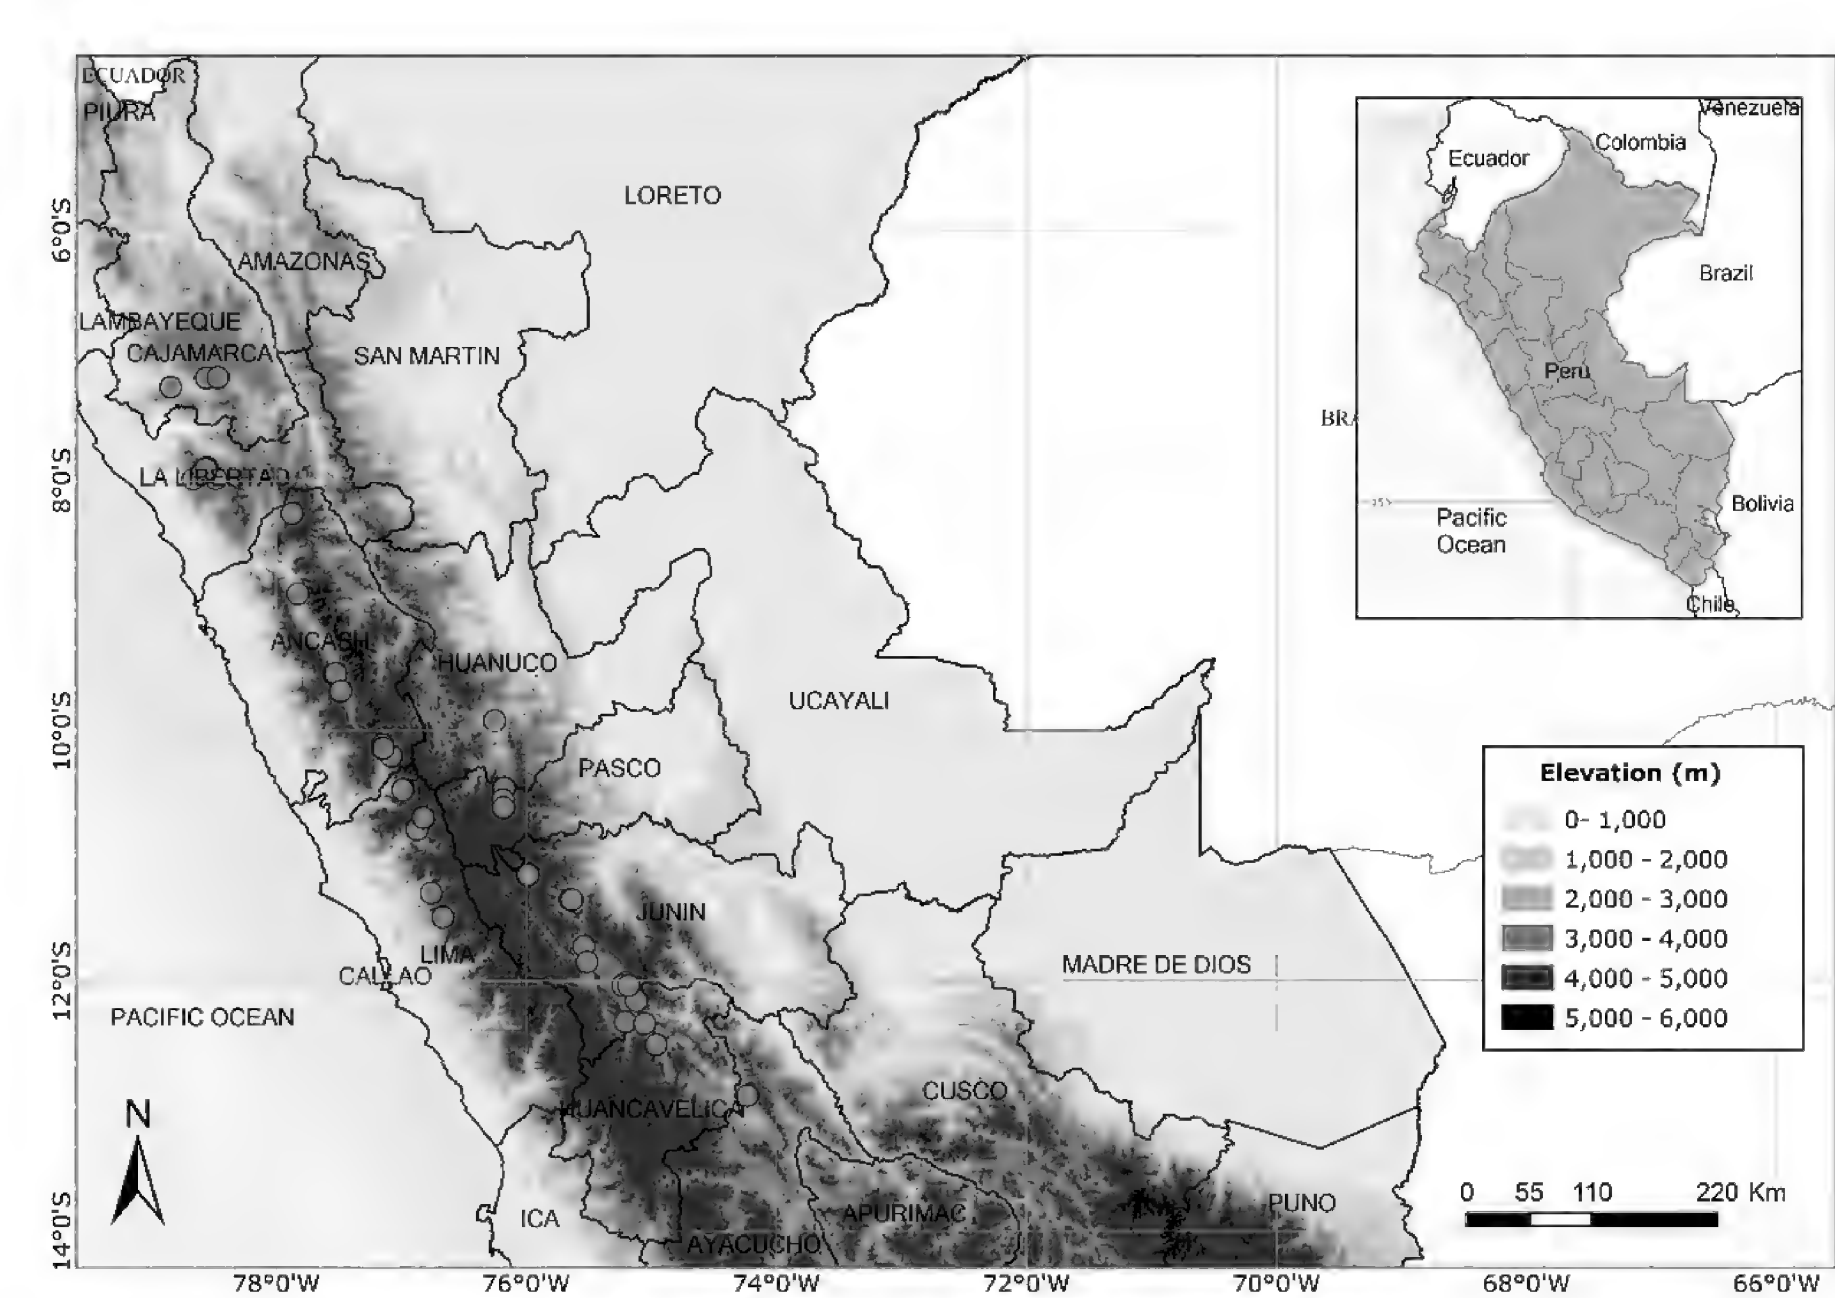 ECUADOR
PIURA
LORETO
AMAZONAS
LAMBAYEQUE
CAJAMARCA
SAN MARTIN
LA LIBERTAD
ANCASH
HUANUCO
UCAYALI
PASCO
JUNIN
LIMA
CALLAO
MADRE DE DIOS
PACIFIC OCEAN
CUSCO
HUANCAVELICA
ICA
APURIMAC
PUNO
AYACUCHO
BRA
Venezuela
Colombia
Ecuador
Brazil
Peru
Bolivia
Pacific
Ocean
Chile
Elevation (m)
0- 1,000
1,000 - 2,000
2,000 - 3,000
3,000 - 4,000
4,000 - 5,000
5,000 - 6,000
N
0 55 110 220 Km
6°0'S
8°0'S
10°0'S
12°0'S
14°0'S
78°0'W 76°0'W 74°0'W 72°0'W 70°0'W 68°0'W 66°0'W